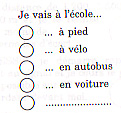 Je vais à l'école...
... à pied
... à vélo
... en autobus
... en voiture
......................